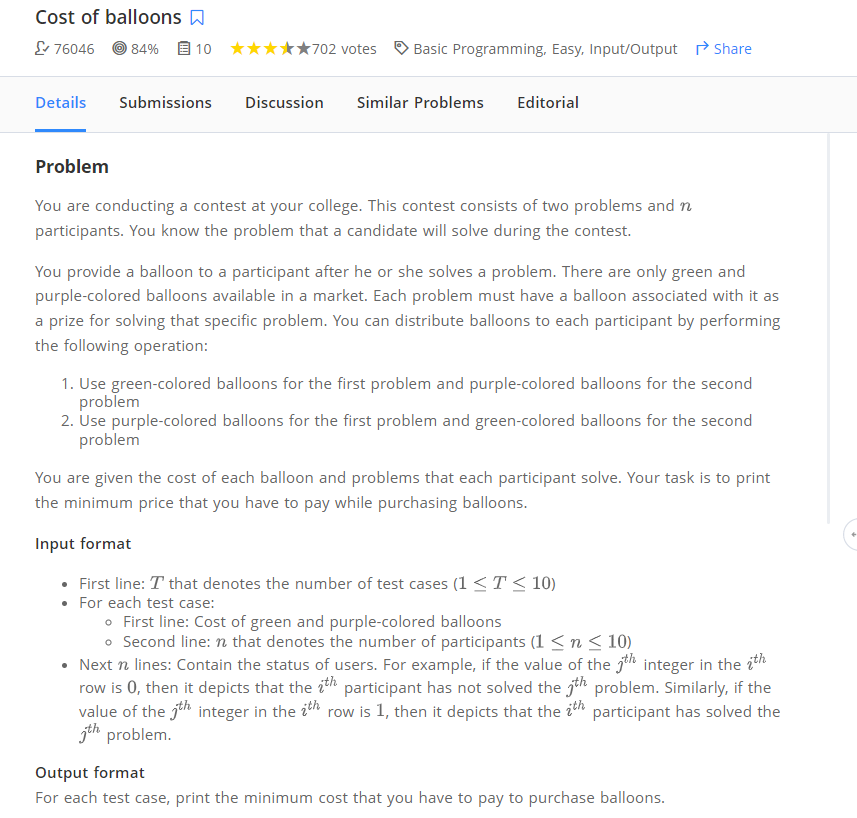 Cost of balloons
76046 84% 10 702 votes Basic Programming, Easy, Input/Output Share
Details Submissions Discussion Similar Problems Editorial
Problem
You are conducting a contest at your college. This contest consists of two problems and n
participants. You know the problem that a candidate will solve during the contest.
You provide a balloon to a participant after he or she solves a problem. There are only green and
purple-colored balloons available in a market. Each problem must have a balloon associated with it as
a prize for solving that specific problem. You can distribute balloons to each participant by performing
the following operation:
1. Use green-colored balloons for the first problem and purple-colored balloons for the second
problem
2. Use purple-colored balloons for the first problem and green-colored balloons for the second
problem
You are given the cost of each balloon and problems that each participant solve. Your task is to print
the minimum price that you have to pay while purchasing balloons.
Input format
• First line: T that denotes the number of test cases (1 ≤ T ≤ 10)
• For each test case:
◦ First line: Cost of green and purple-colored balloons
◦ Second line: n that denotes the number of participants (1 ≤ n ≤ 10)
• Next n lines: Contain the status of users. For example, if the value of the j^th integer in the i^th
row is 0, then it depicts that the i^th participant has not solved the j^th problem. Similarly, if the
value of the j^th integer in the i^th row is 1, then it depicts that the i^th participant has solved the
j^th problem.
Output format
For each test case, print the minimum cost that you have to pay to purchase balloons.